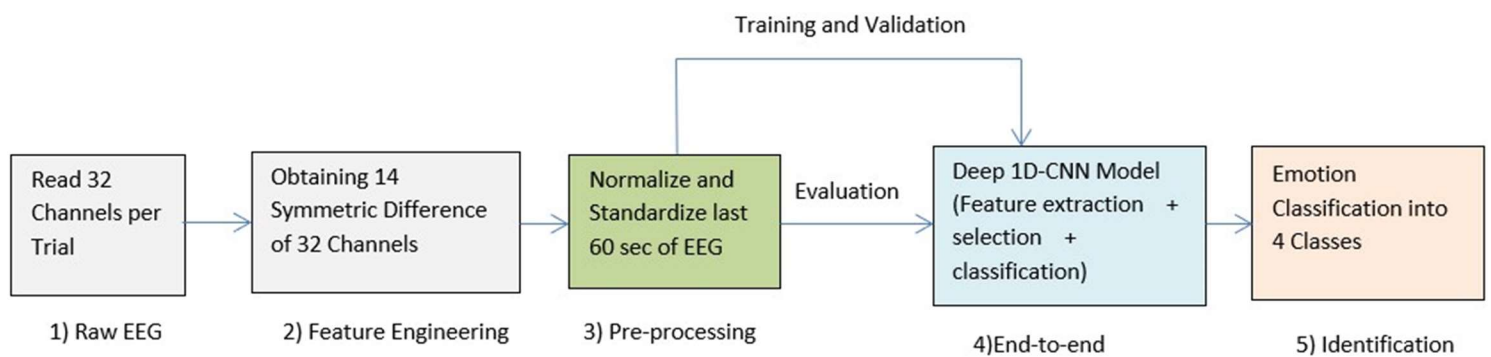 Training and Validation
Read 32
Channels per
Trial
Obtaining 14
Symmetric Difference
of 32 Channels
Normalize and
Standardize last
60 sec of EEG
Evaluation
Deep 1D-CNN Model
(Feature extraction +
selection +
classification)
Emotion
Classification into
4 Classes
1) Raw EEG
2) Feature Engineering
3) Pre-processing
4)End-to-end
5) Identification